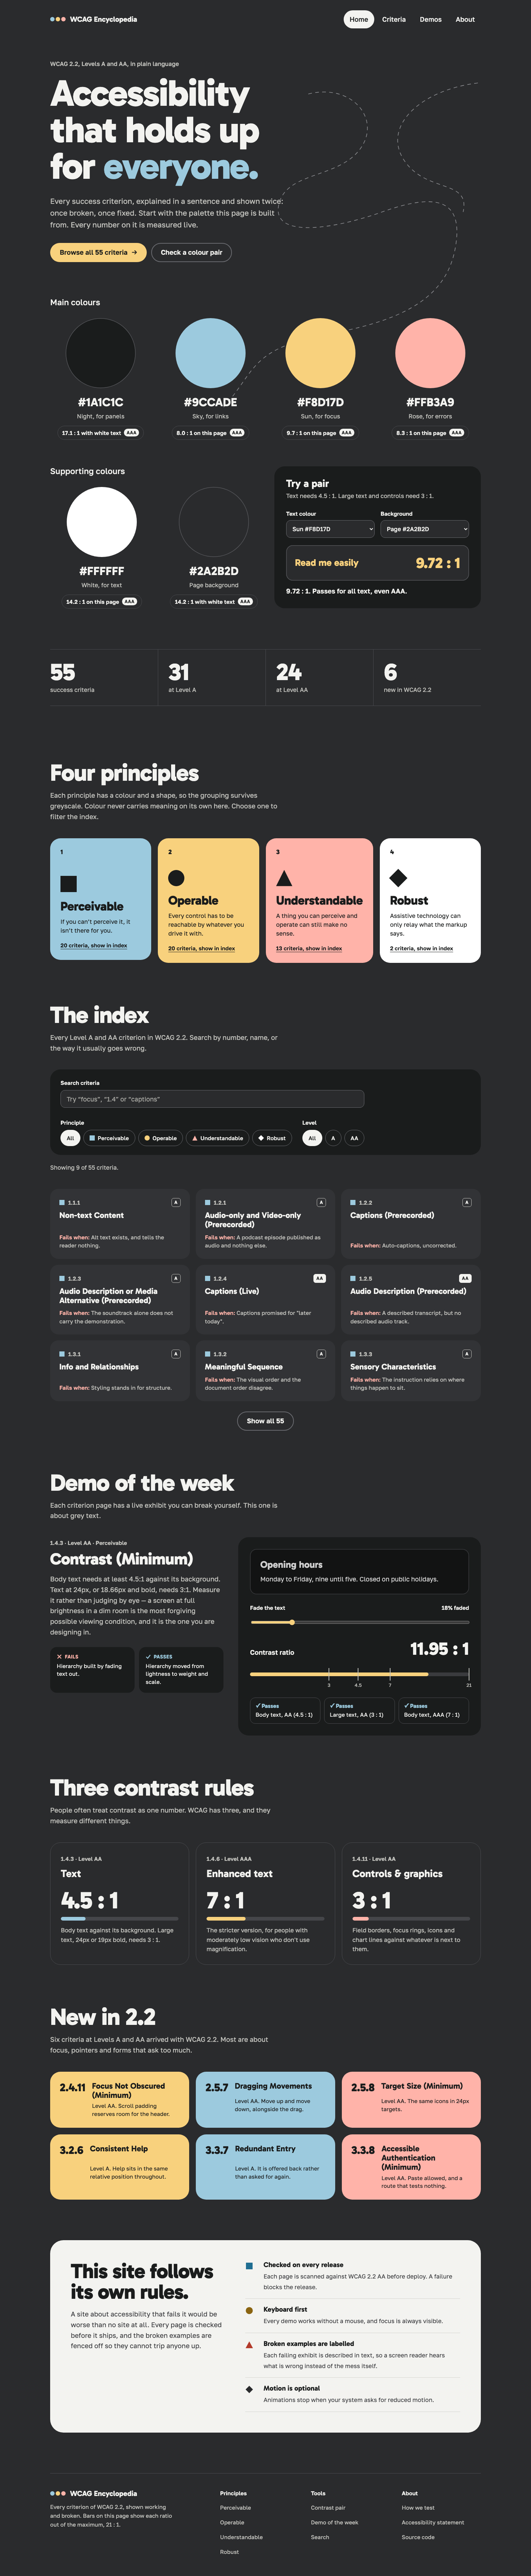 WCAG Encyclopedia
Home
Criteria
Demos
About
WCAG 2.2, Levels A and AA, in plain language
Accessibility
that holds up
for everyone.
Every success criterion, explained in a sentence and shown twice:
once broken, once fixed. Start with the palette this page is built
from. Every number on it is measured live.
Browse all 55 criteria →
Check a colour pair
Main colours
#1A1C1C
Night, for panels
17.1 : 1 with white text AAA
#9CCADE
Sky, for links
8.0 : 1 on this page AAA
#F8D17D
Sun, for focus
9.7 : 1 on this page AAA
#FFB3A9
Rose, for errors
8.3 : 1 on this page AAA
Supporting colours
#FFFFFF
White, for text
14.2 : 1 on this page AAA
#2A2B2D
Page background
14.2 : 1 with white text AAA
Try a pair
Text needs 4.5 : 1. Large text and controls need 3 : 1.
Text colour
Background
Sun #F8D17D
Page #2A2B2D
Read me easily
9.72 : 1
9.72 : 1. Passes for all text, even AAA.
55
success criteria
31
at Level A
24
at Level AA
6
new in WCAG 2.2
Four principles
Each principle has a colour and a shape, so the grouping survives
greyscale. Colour never carries meaning on its own here. Choose one to
filter the index.
1
Perceivable
If you can't perceive it, it
isn't there for you.
20 criteria, show in index
2
Operable
Every control has to be
reachable by whatever you
drive it with.
20 criteria, show in index
3
Understandable
A thing you can perceive and
operate can still make no
sense.
13 criteria, show in index
4
Robust
Assistive technology can
only relay what the markup
says.
2 criteria, show in index
The index
Every Level A and AA criterion in WCAG 2.2. Search by number, name, or
the way it usually goes wrong.
Search criteria
Try “focus”, “1.4” or “captions”
Principle
All
Perceivable
Operable
Understandable
Robust
Level
All
A
AA
Showing 9 of 55 criteria.
1.1.1
A
Non-text Content
Fails when: Alt text exists, and tells the
reader nothing.
1.2.1
A
Audio-only and Video-only
(Prerecorded)
Fails when: A podcast episode published as
audio and nothing else.
1.2.2
A
Captions (Prerecorded)
Fails when: Auto-captions, uncorrected.
1.2.3
A
Audio Description or Media
Alternative (Prerecorded)
Fails when: The soundtrack alone does not
carry the demonstration.
1.2.4
AA
Captions (Live)
Fails when: Captions promised for "later
today".
1.2.5
AA
Audio Description (Prerecorded)
Fails when: A described transcript, but no
described audio track.
1.3.1
A
Info and Relationships
Fails when: Styling stands in for structure.
1.3.2
A
Meaningful Sequence
Fails when: The visual order and the
document order disagree.
1.3.3
A
Sensory Characteristics
Fails when: The instruction relies on where
things happen to sit.
Show all 55
Demo of the week
Each criterion page has a live exhibit you can break yourself. This one is
about grey text.
1.4.3 · Level AA · Perceivable
Contrast (Minimum)
Body text needs at least 4.5:1 against its background.
Text at 24px, or 18.66px and bold, needs 3:1. Measure
it rather than judging by eye — a screen at full
brightness in a dim room is the most forgiving
possible viewing condition, and it is the one you are
designing in.
✕ FAILS
Hierarchy built by fading
text out.
✓ PASSES
Hierarchy moved from
lightness to weight and
scale.
Opening hours
Monday to Friday, nine until five. Closed on public holidays.
Fade the text
18% faded
Contrast ratio
11.95 : 1
3
4.5
7
21
✓ Passes
Body text, AA (4.5 : 1)
✓ Passes
Large text, AA (3 : 1)
✓ Passes
Body text, AAA (7 : 1)
Three contrast rules
People often treat contrast as one number. WCAG has three, and they
measure different things.
1.4.3 · Level AA
Text
4.5 : 1
Body text against its background. Large
text, 24px or 19px bold, needs 3 : 1.
1.4.6 · Level AAA
Enhanced text
7 : 1
The stricter version, for people with
moderately low vision who don't use
magnification.
1.4.11 · Level AA
Controls & graphics
3 : 1
Field borders, focus rings, icons and
chart lines against whatever is next to
them.
New in 2.2
Six criteria at Levels A and AA arrived with WCAG 2.2. Most are about
focus, pointers and forms that ask too much.
2.4.11
Focus Not Obscured
(Minimum)
Level AA. Scroll padding
reserves room for the header.
2.5.7
Dragging Movements
Level AA. Move up and move
down, alongside the drag.
2.5.8
Target Size (Minimum)
Level AA. The same icons in 24px
targets.
3.2.6
Consistent Help
Level A. Help sits in the same
relative position throughout.
3.3.7
Redundant Entry
Level A. It is offered back rather
than asked for again.
3.3.8
Accessible
Authentication
(Minimum)
Level AA. Paste allowed, and a
route that tests nothing.
This site follows
its own rules.
A site about accessibility that fails it would be
worse than no site at all. Every page is checked
before it ships, and the broken examples are
fenced off so they cannot trip anyone up.
Checked on every release
Each page is scanned against WCAG 2.2 AA before deploy. A failure
blocks the release.
Keyboard first
Every demo works without a mouse, and focus is always visible.
Broken examples are labelled
Each failing exhibit is described in text, so a screen reader hears
what is wrong instead of the mess itself.
Motion is optional
Animations stop when your system asks for reduced motion.
WCAG Encyclopedia
Every criterion of WCAG 2.2, shown working
and broken. Bars on this page show each ratio
out of the maximum, 21 : 1.
Principles
Perceivable
Operable
Understandable
Robust
Tools
Contrast pair
Demo of the week
Search
About
How we test
Accessibility statement
Source code